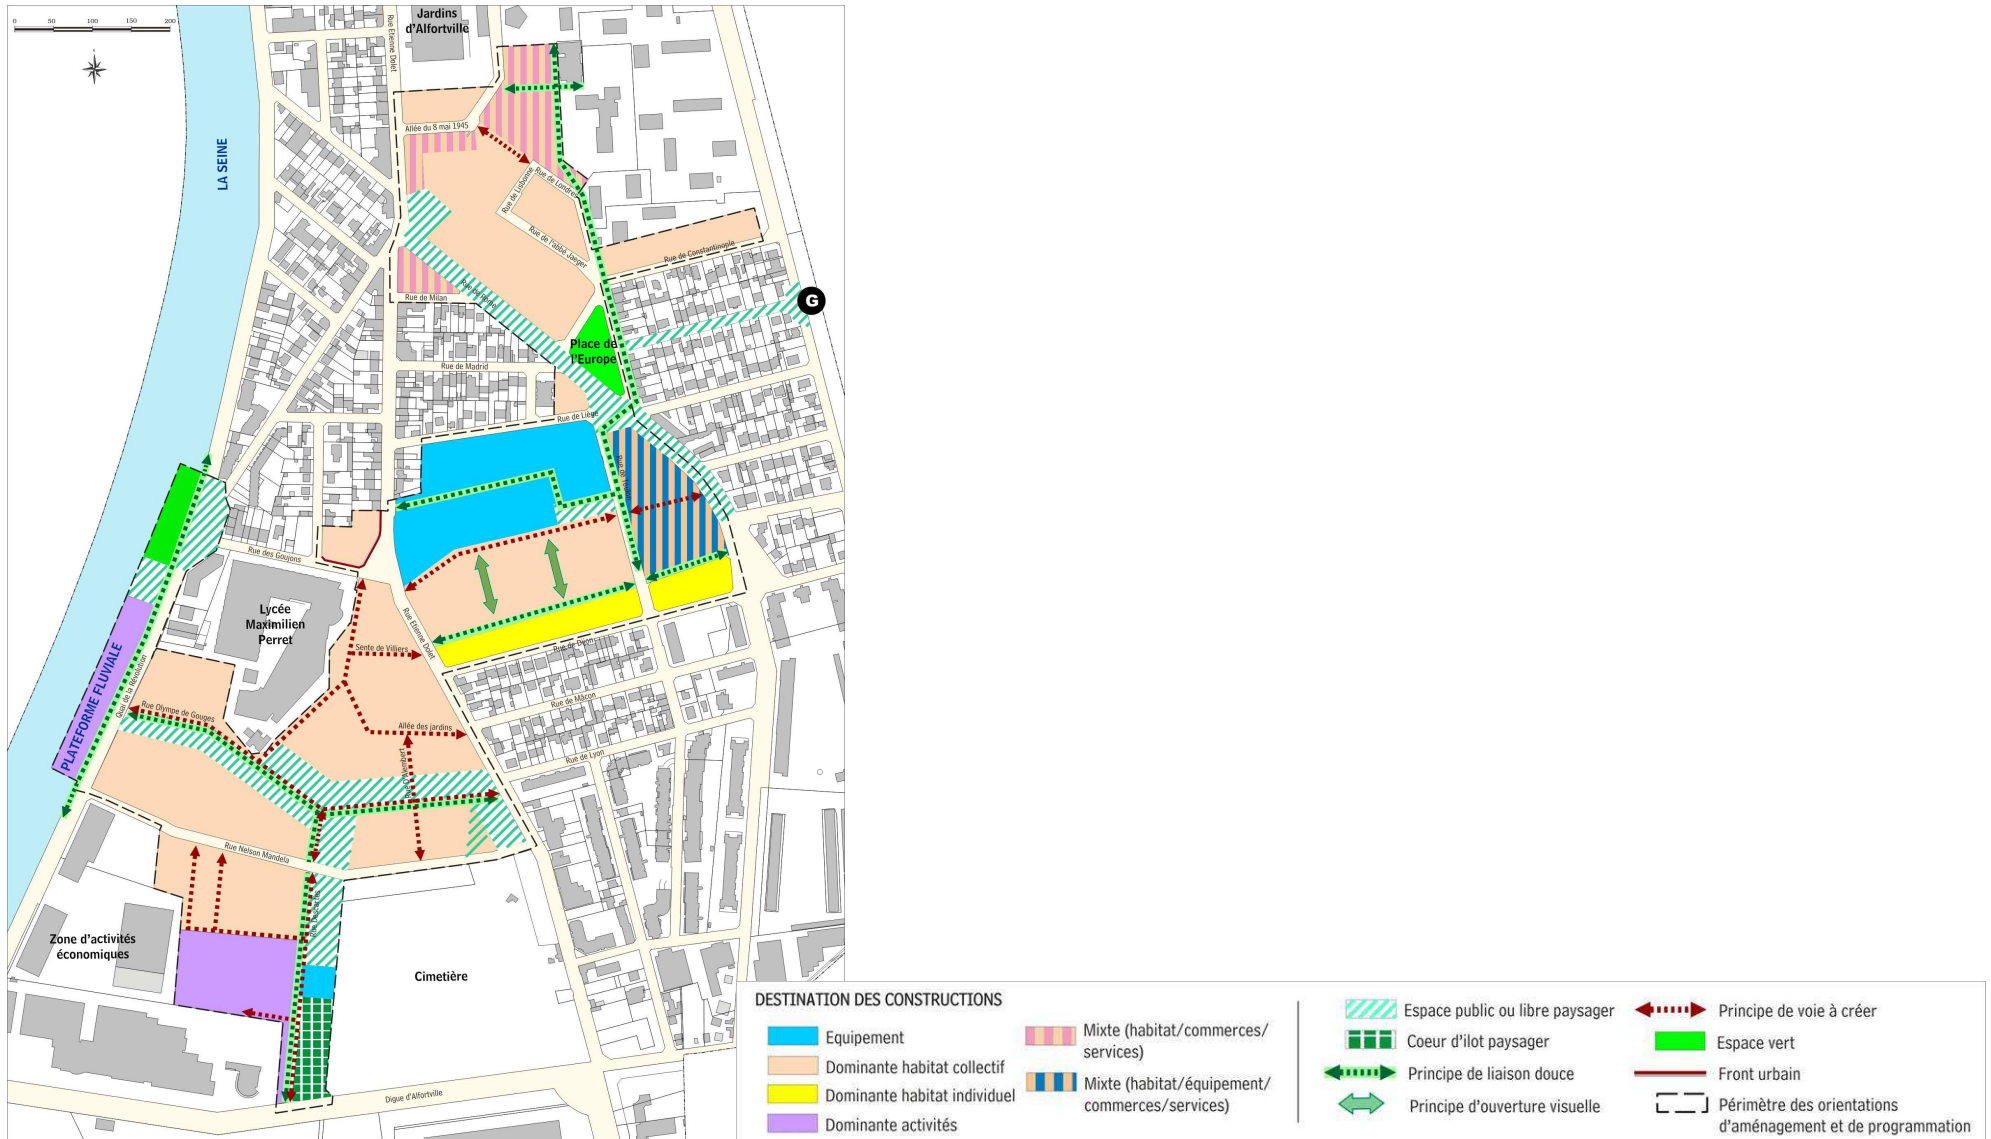 0 50 100 150 200
Jardins
d'Alfortville
Rue Etienne Dolet
Allée du 8 mai 1945
LA SEINE
Rue de Lisbonne
Rue de Londres
Rue de l'abbé Jaeger
Rue de Constantinople
G
Rue de Milan
Rue de Rome
Place de
l'Europe
Rue de Madrid
Rue de Liège
Rue des Goujons
Lycée
Maximilien
Perret
Rue Etienne Dolet
Rue de Dijon
Sente de Villiers
PLATEFORME FLUVIALE
Quai de la Révolution
Rue de Mâcon
Rue Olympe de Gouges
Allée des jardins
Rue de Lyon
Rue Nelson Mandela
Rue Descartes
Zone d'activités
économiques
Cimetière
Digue d'Alfortville
DESTINATION DES CONSTRUCTIONS
Equipement
Dominante habitat collectif
Dominante habitat individuel
Dominante activités
Mixte (habitat/commerces/
services)
Mixte (habitat/équipement/
commerces/services)
Espace public ou libre paysager
Coeur d'ilot paysager
Principe de liaison douce
Principe d'ouverture visuelle
Principe de voie à créer
Espace vert
Front urbain
Périmètre des orientations
d'aménagement et de programmation